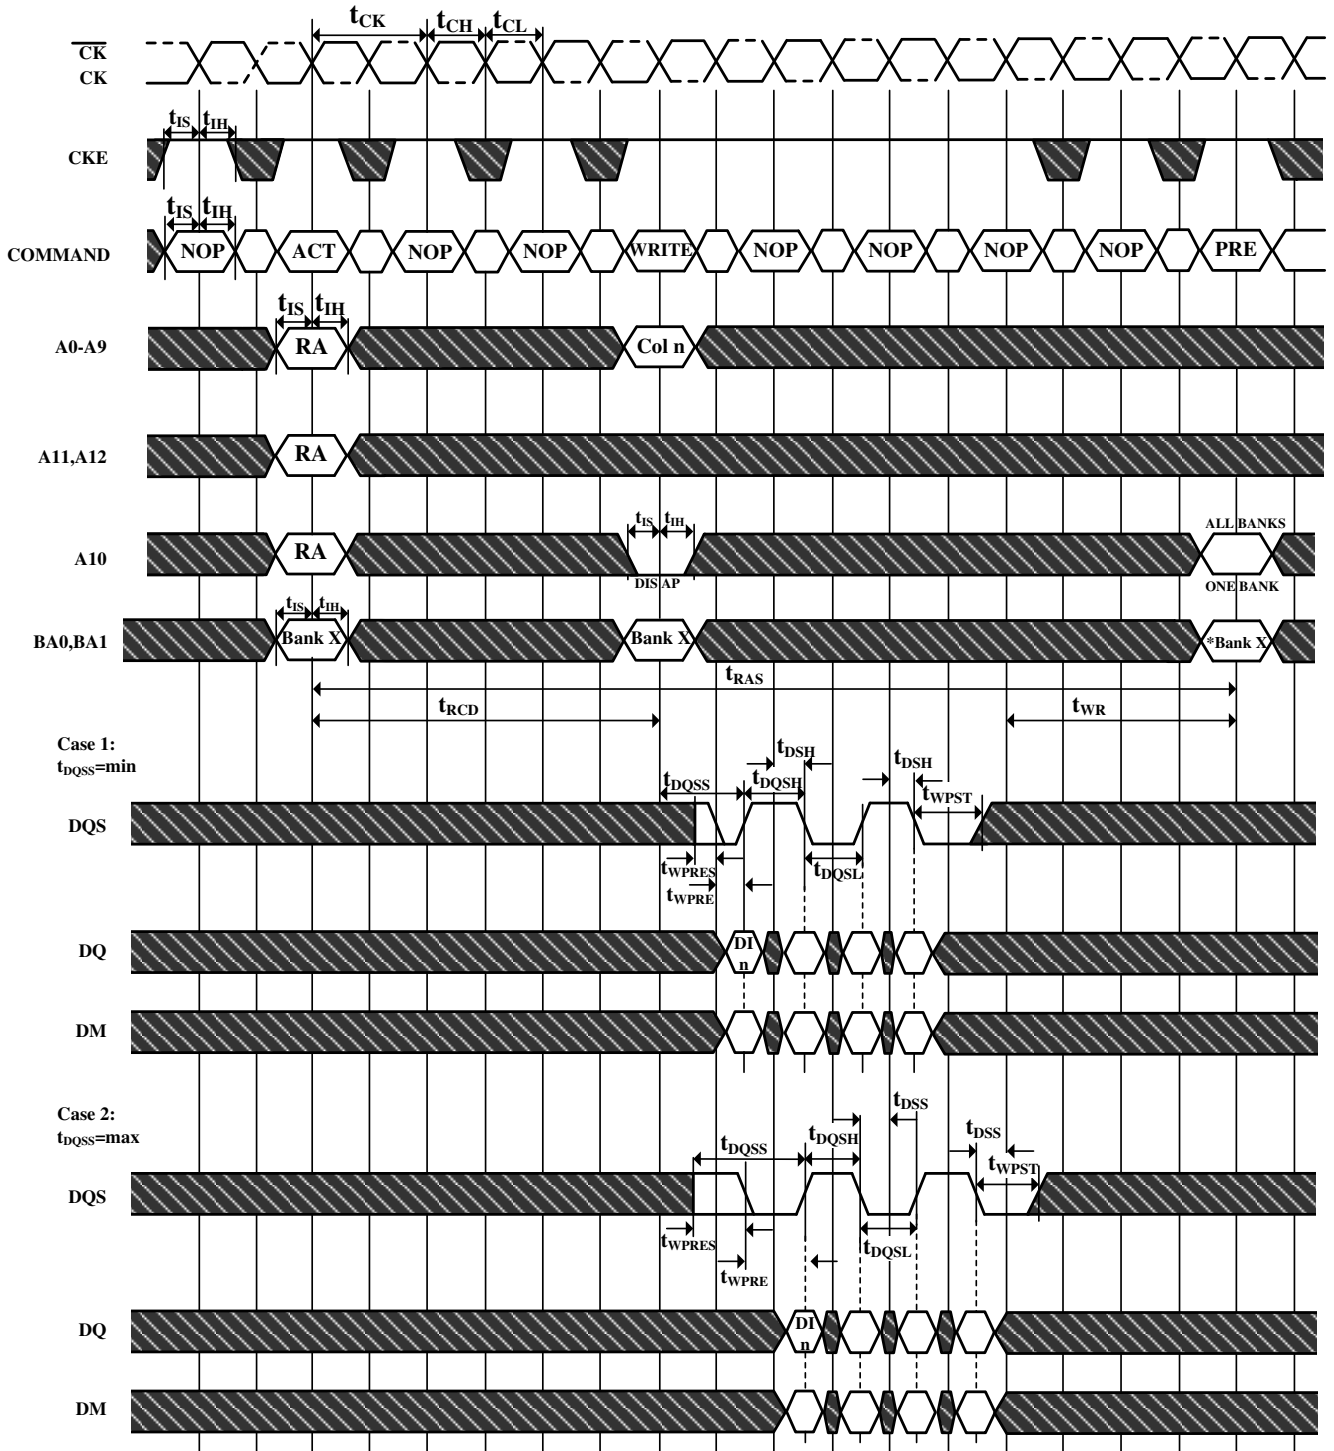 tCK tCH tCL
CK
CK
tIS tIH
CKE
tIS tIH
COMMAND NOP ACT NOP NOP WRITE NOP NOP NOP NOP PRE
tIS tIH
A0-A9 RA Col n
A11,A12 RA
tIS tIH ALL BANKS
A10 RA
DIS AP ONE BANK
tIS tIH
BA0,BA1 Bank X Bank X *Bank X
tRAS
tRCD tWR
Case 1:
tDQSS=min
tDSH tDSH
tDQSS tDQSH tWPST
DQS
tWPRES tDQSL
tWPRE
DQ DI
n
DM
Case 2:
tDQSS=max
tDSS tDSS
tDQSS tDQSH tWPST
DQS
tWPRES tDQSL
tWPRE
DQ DI
n
DM